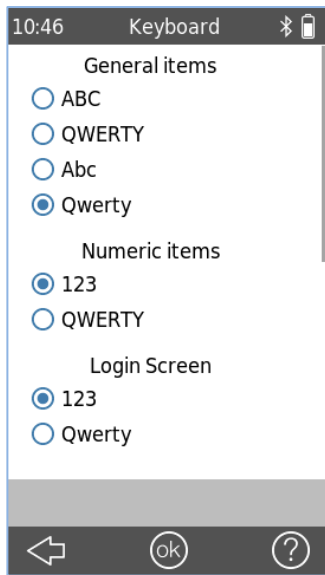 10:46 Keyboard
General items
ABC
QWERTY
Abc
Qwerty
Numeric items
123
QWERTY
Login Screen
123
Qwerty
ok ?